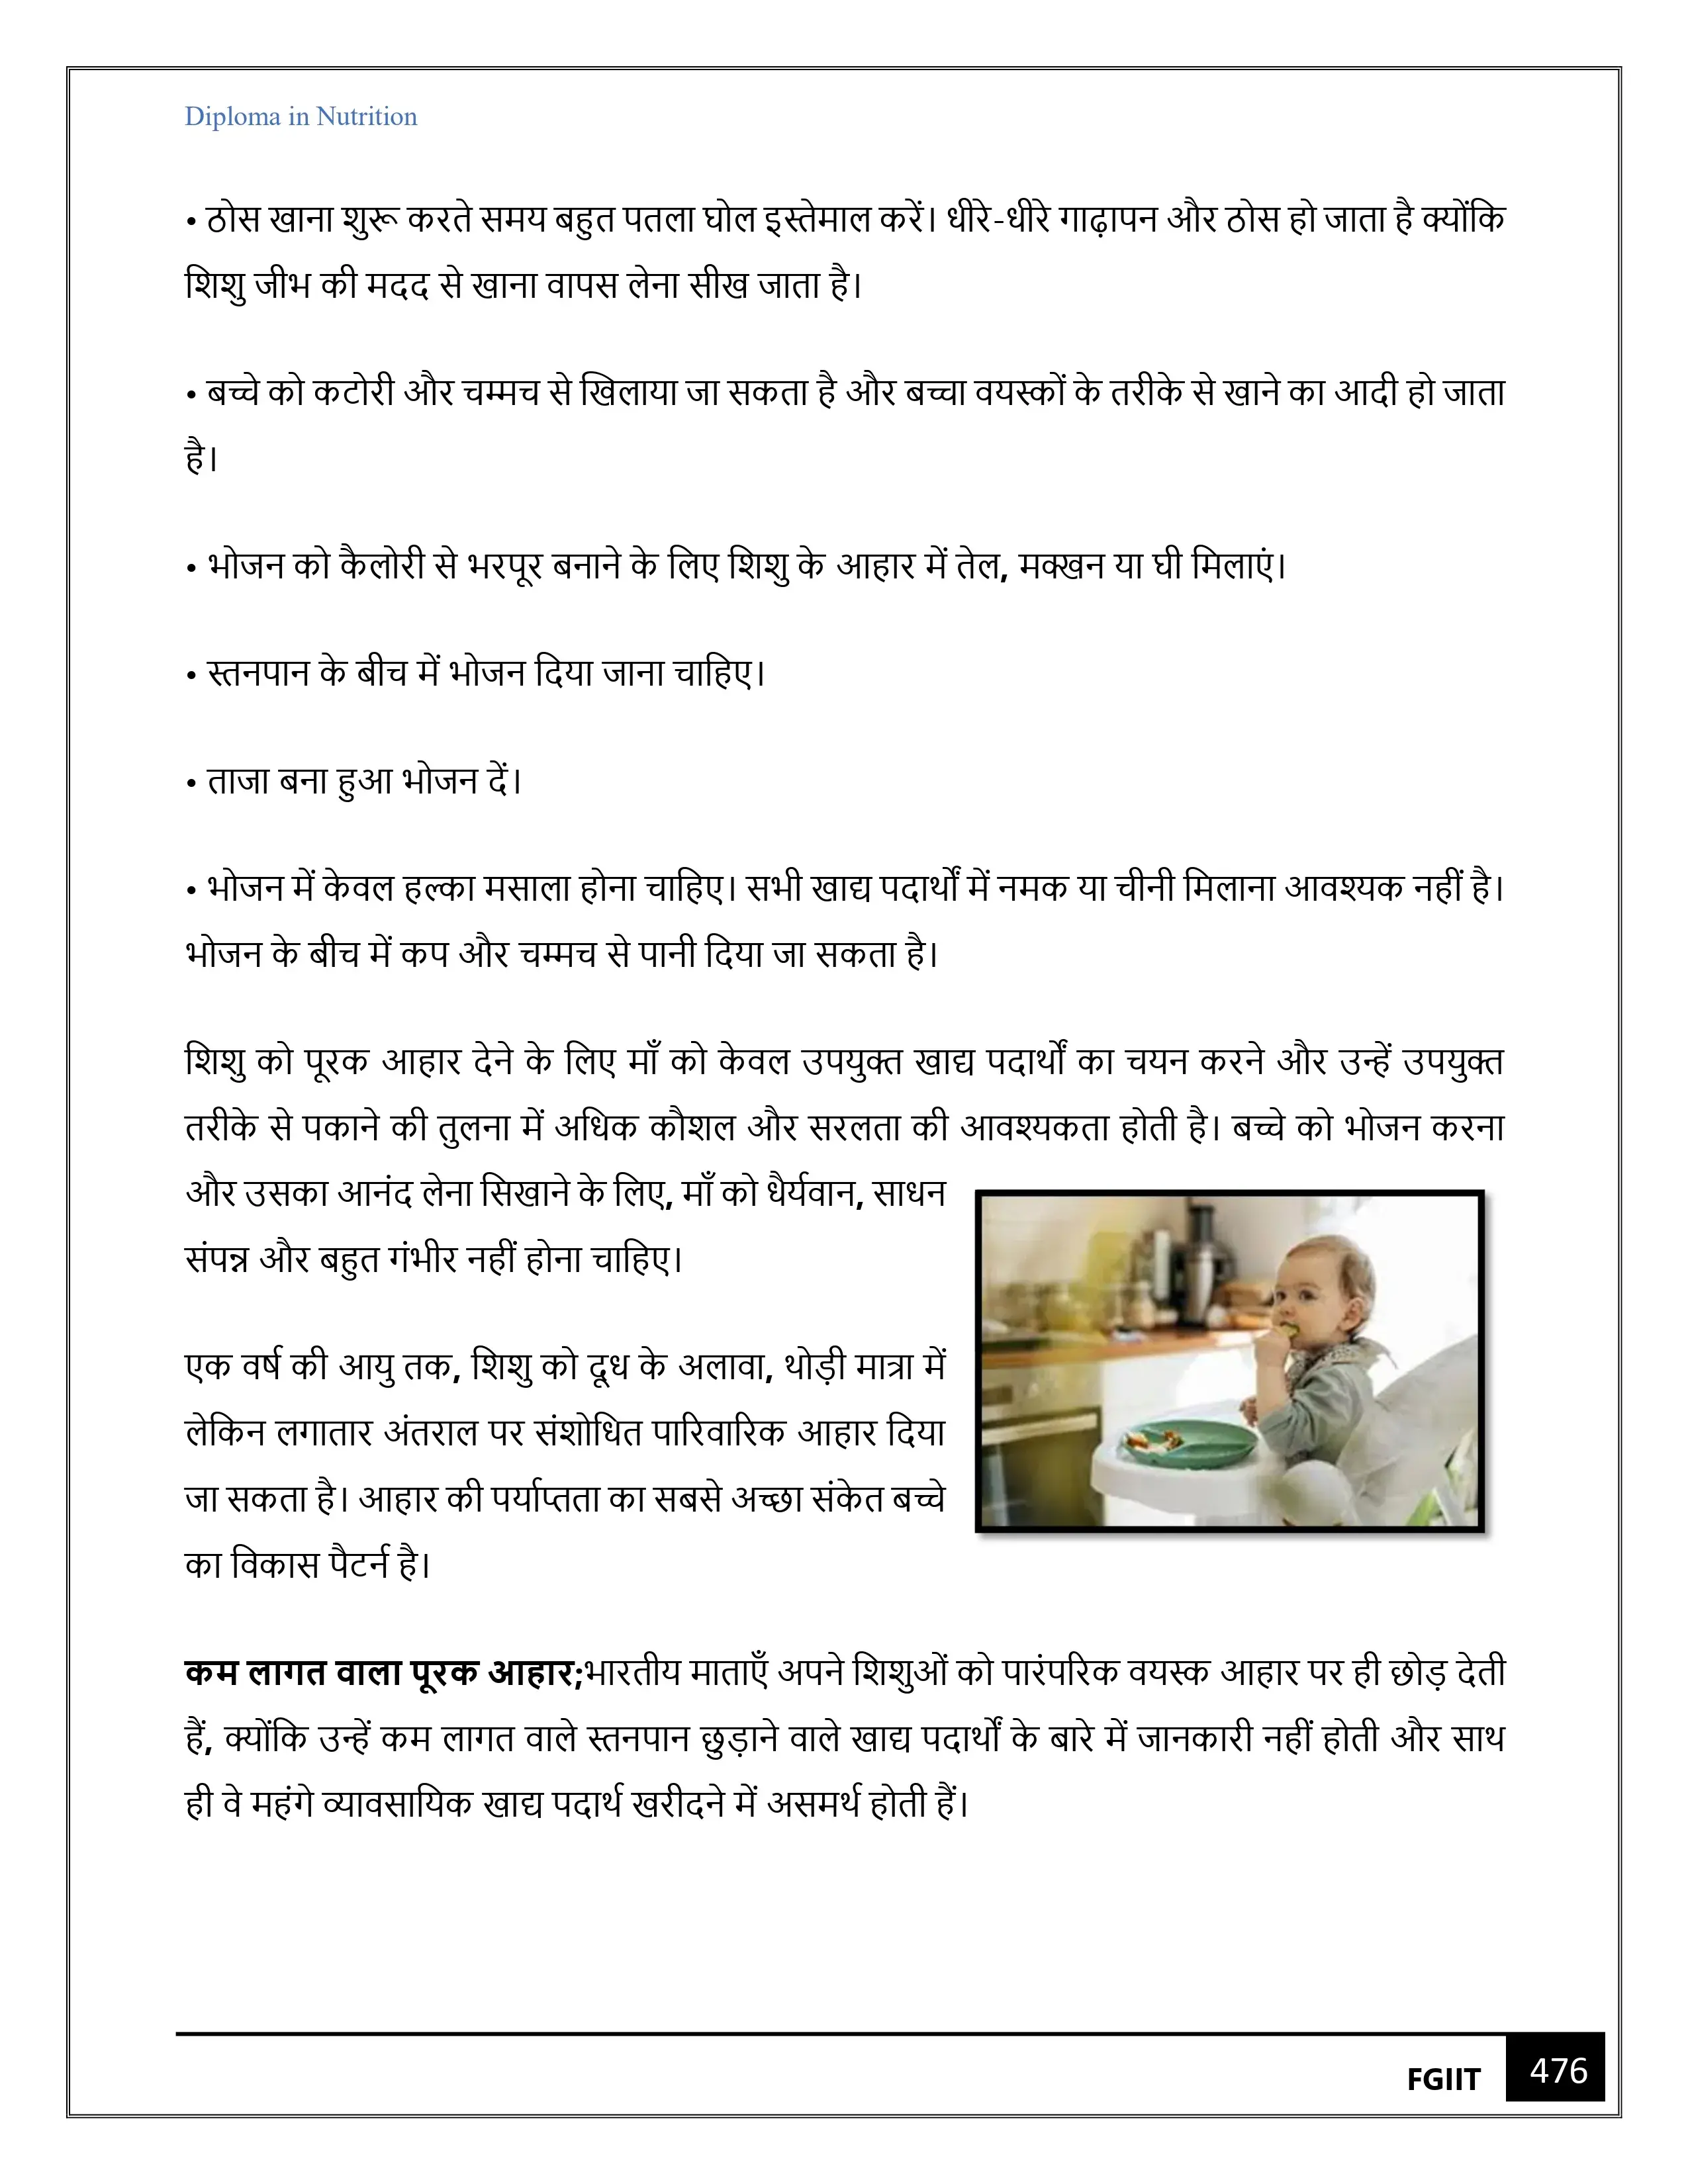 Diploma in Nutrition
• ठोस खाना शुरू करते समय बहुत पतला घोल इस्तेमाल करें। धीरे-धीरे गाढ़ापन और ठोस हो जाता है क्योंकि
शिशु जीभ की मदद से खाना वापस लेना सीख जाता है।
• बच्चे को कटोरी और चम्मच से खिलाया जा सकता है और बच्चा वयस्कों के तरीके से खाने का आदी हो जाता
है।
• भोजन को कैलोरी से भरपूर बनाने के लिए शिशु के आहार में तेल, मक्खन या घी मिलाएं।
• स्तनपान के बीच में भोजन दिया जाना चाहिए।
• ताजा बना हुआ भोजन दें।
• भोजन में केवल हल्का मसाला होना चाहिए। सभी खाद्य पदार्थों में नमक या चीनी मिलाना आवश्यक नहीं है।
भोजन के बीच में कप और चम्मच से पानी दिया जा सकता है।
शिशु को पूरक आहार देने के लिए माँ को केवल उपयुक्त खाद्य पदार्थों का चयन करने और उन्हें उपयुक्त
तरीके से पकाने की तुलना में अधिक कौशल और सरलता की आवश्यकता होती है। बच्चे को भोजन करना
और उसका आनंद लेना सिखाने के लिए, माँ को धैर्यवान, साधन
संपन्न और बहुत गंभीर नहीं होना चाहिए।
एक वर्ष की आयु तक, शिशु को दूध के अलावा, थोड़ी मात्रा में
लेकिन लगातार अंतराल पर संशोधित पारिवारिक आहार दिया
जा सकता है। आहार की पर्याप्तता का सबसे अच्छा संकेत बच्चे
का विकास पैटर्न है।
कम लागत वाला पूरक आहार;भारतीय माताएँ अपने शिशुओं को पारंपरिक वयस्क आहार पर ही छोड़ देती
हैं, क्योंकि उन्हें कम लागत वाले स्तनपान छुड़ाने वाले खाद्य पदार्थों के बारे में जानकारी नहीं होती और साथ
ही वे महंगे व्यावसायिक खाद्य पदार्थ खरीदने में असमर्थ होती हैं।
FGIIT 476